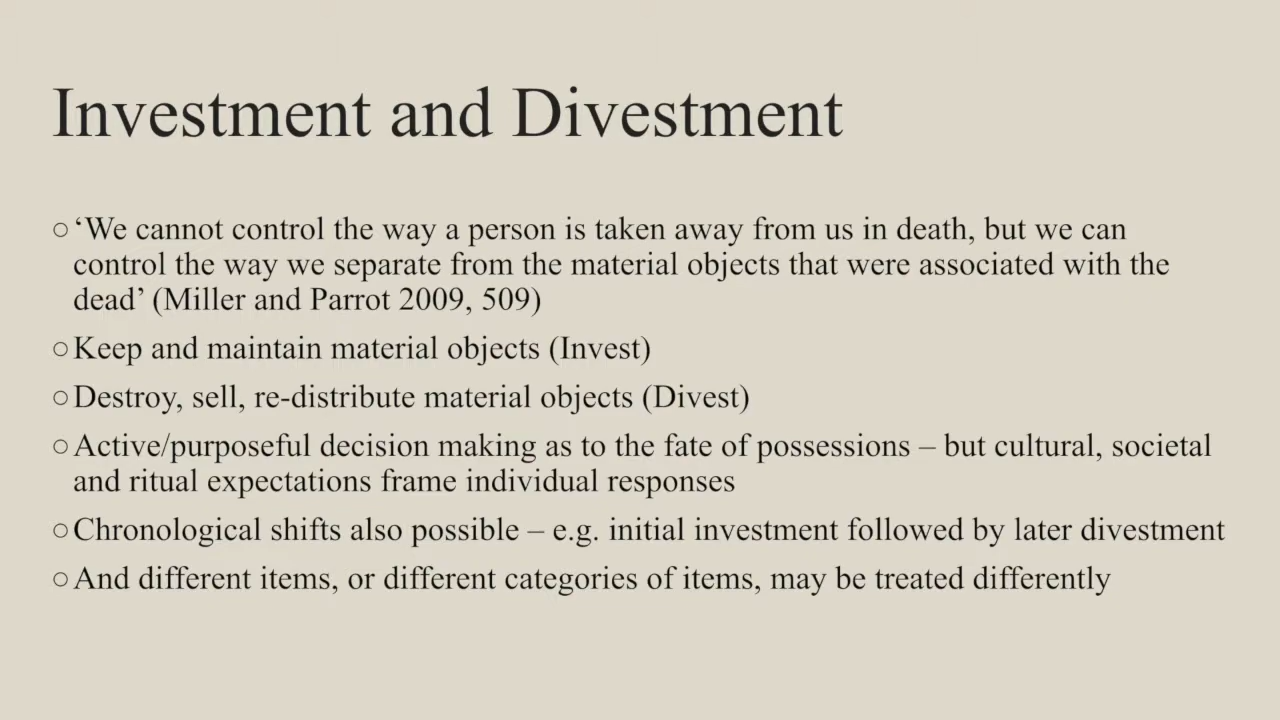 Investment and Divestment
○ ‘We cannot control the way a person is taken away from us in death, but we can
control the way we separate from the material objects that were associated with the
dead’ (Miller and Parrot 2009, 509)
○ Keep and maintain material objects (Invest)
○ Destroy, sell, re-distribute material objects (Divest)
○ Active/purposeful decision making as to the fate of possessions – but cultural, societal
and ritual expectations frame individual responses
○ Chronological shifts also possible – e.g. initial investment followed by later divestment
○ And different items, or different categories of items, may be treated differently